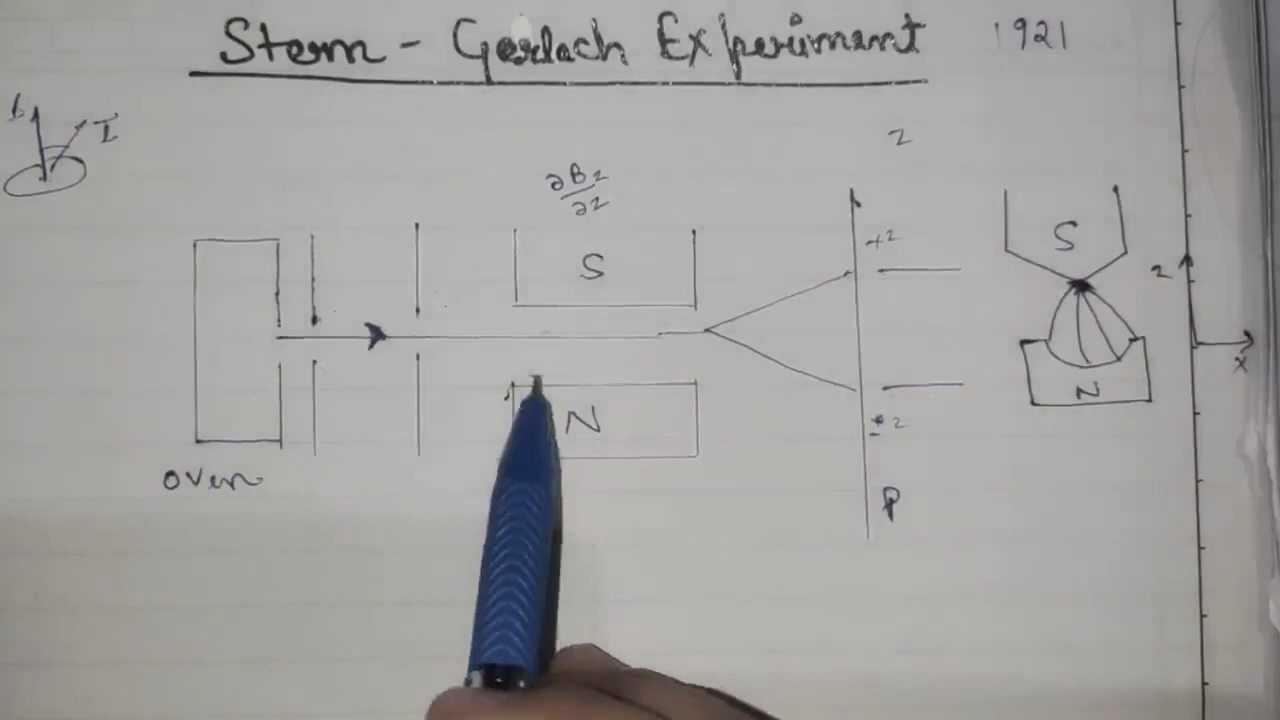 Stern - Gerlach Experiment 1921
L
I
z
∂Bz
∂z
+z
S
S
z
x
N
N
-z
oven
P